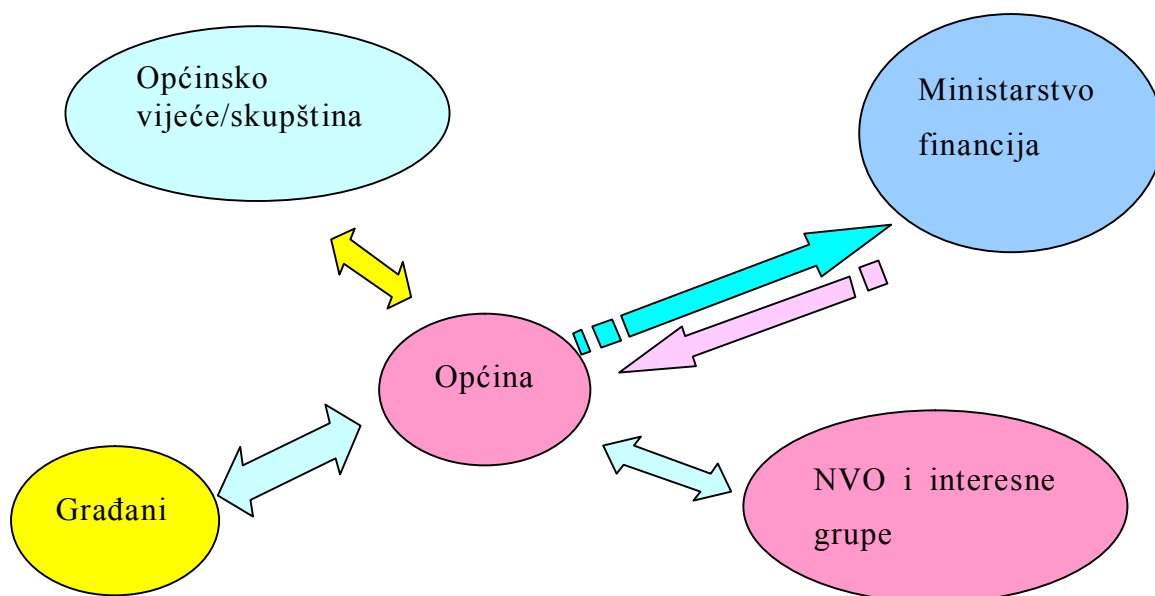 Općinsko
vijeće/skupština
Ministarstvo
financija
Općina
Građani
NVO i interesne
grupe